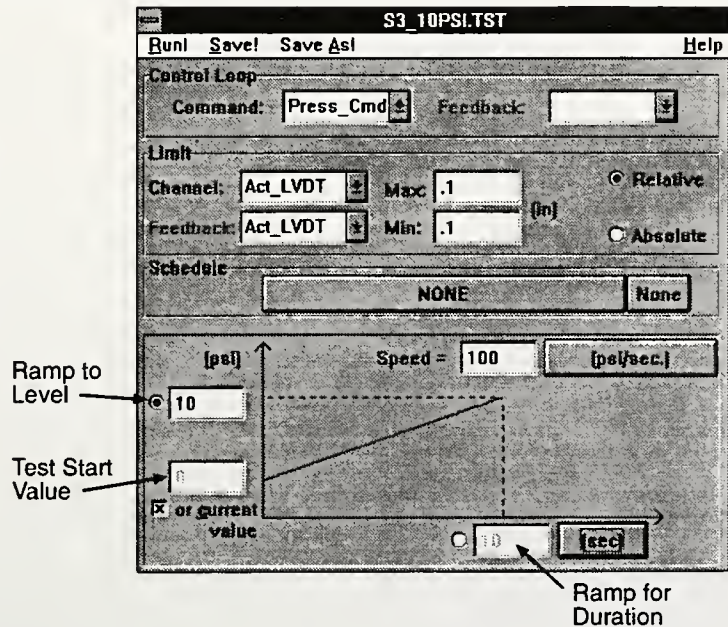 S3_10PSI.TST
Run! Save! Save As! Help
Control Loop
Command: Press_Cmd Feedback:
Limit
Channel: Act_LVDT Max: .1 Relative
Feedback: Act_LVDT Min: .1 (in) Absolute
Schedule
NONE None
(psi) Speed = 100 (psi/sec.)
Ramp to
Level
10
Test Start
Value
0
or current
value
10 (sec)
Ramp for
Duration